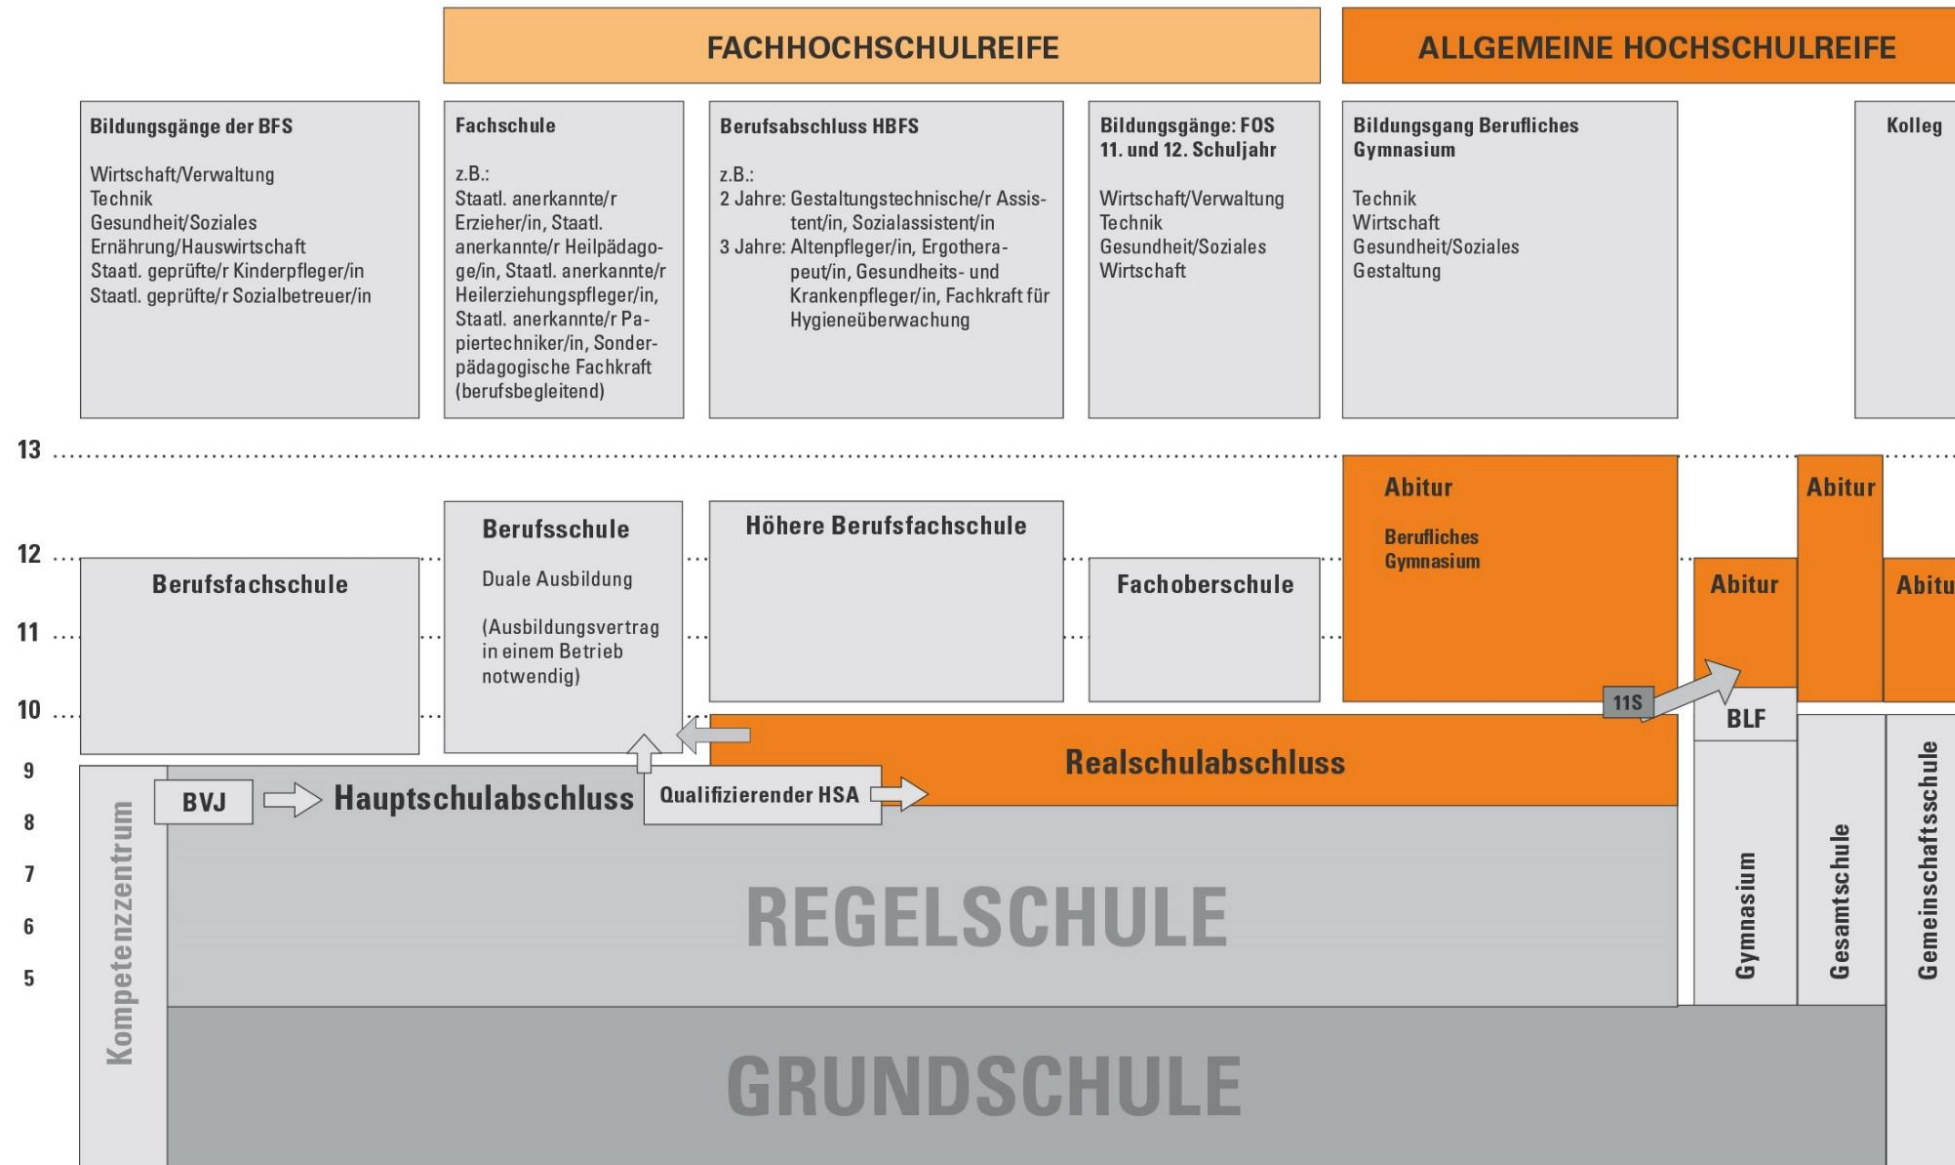 FACHHOCHSCHULREIFE
ALLGEMEINE HOCHSCHULREIFE
Bildungsgänge der BFS
Wirtschaft/Verwaltung
Technik
Gesundheit/Soziales
Ernährung/Hauswirtschaft
Staatl. geprüfte/r Kinderpfleger/in
Staatl. geprüfte/r Sozialbetreuer/in
Fachschule
z.B.:
Staatl. anerkannte/r
Erzieher/in, Staatl.
anerkannte/r Heilpädago-
ge/in, Staatl. anerkannte/r
Heilerziehungspfleger/in,
Staatl. anerkannte/r Pa-
piertechniker/in, Sonder-
pädagogische Fachkraft
(berufsbegleitend)
Berufsabschluss HBFS
z.B.:
2 Jahre: Gestaltungstechnische/r Assis-
tent/in, Sozialassistent/in
3 Jahre: Altenpfleger/in, Ergothera-
peut/in, Gesundheits- und
Krankenpfleger/in, Fachkraft für
Hygieneüberwachung
Bildungsgänge: FOS
11. und 12. Schuljahr
Wirtschaft/Verwaltung
Technik
Gesundheit/Soziales
Wirtschaft
Bildungsgang Berufliches
Gymnasium
Technik
Wirtschaft
Gesundheit/Soziales
Gestaltung
Kolleg
13
12
11
10
9
8
7
6
5
Berufsfachschule
Berufsschule
Duale Ausbildung
(Ausbildungsvertrag
in einem Betrieb
notwendig)
Höhere Berufsfachschule
Fachoberschule
Abitur
Berufliches
Gymnasium
Abitur
Abitur
Abitu
11S
BLF
Realschulabschluss
BVJ
Hauptschulabschluss
Qualifizierender HSA
Kompetenzzentrum
REGELSCHULE
Gymnasium
Gesamtschule
Gemeinschaftsschule
GRUNDSCHULE